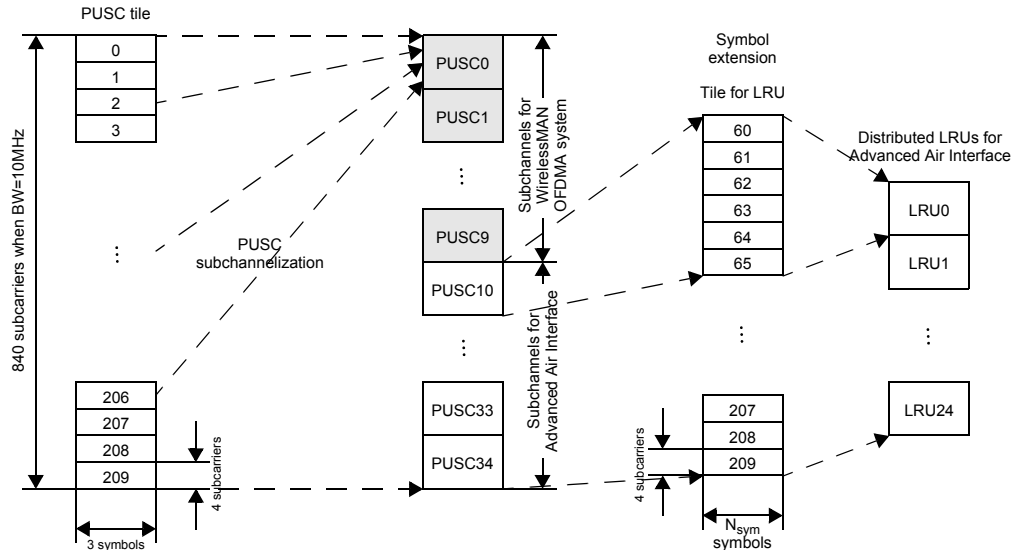 PUSC tile
0
1
2
3
⋮
206
207
208
209
840 subcarriers when BW=10MHz
4 subcarriers
3 symbols
PUSC
subchannelization
PUSC0
PUSC1
⋮
PUSC9
PUSC10
⋮
PUSC33
PUSC34
Subchannels for
WirelessMAN
OFDMA system
Subchannels for
Advanced Air Interface
Symbol
extension
Tile for LRU
60
61
62
63
64
65
⋮
207
208
209
4 subcarriers
Nsym
symbols
Distributed LRUs for
Advanced Air Interface
LRU0
LRU1
⋮
LRU24